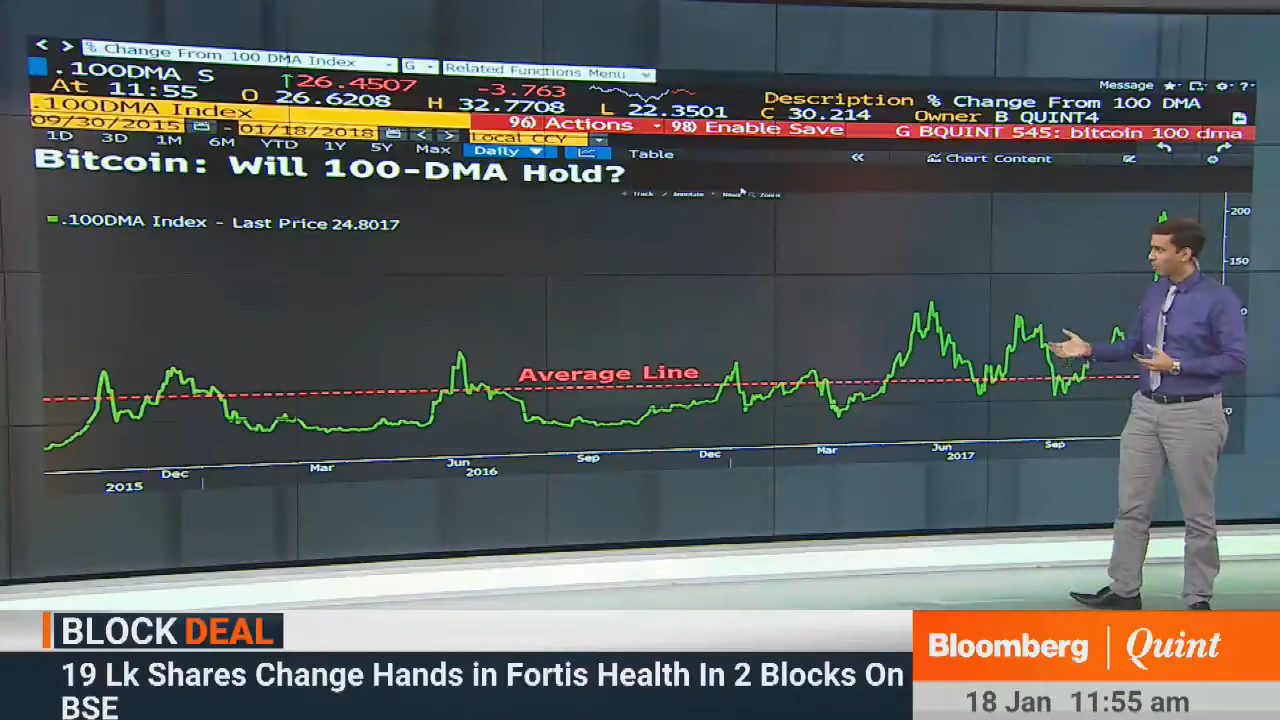 % Change From 100 DMA Index
G
Related Functions Menu
.100DMA S ↑26.4507 -3.763
At 11:55 O 26.6208 H 32.7708 L 22.3501 C 30.214
Message
Description % Change From 100 DMA
Owner B QUINT4
.100DMA Index 96) Actions 98) Enable Save G BQUINT 545: bitcoin 100 dma
09/30/2015 - 01/18/2018 Local CCY
1D 3D 1M 6M YTD 1Y 5Y Max Daily Table Chart Content
Bitcoin: Will 100-DMA Hold?
Track Annotate News Zoom
.100DMA Index - Last Price 24.8017
200
150
Average Line
Dec Mar Jun Sep Dec Mar Jun Sep
2015 2016 2017
BLOCK DEAL
19 Lk Shares Change Hands in Fortis Health In 2 Blocks On
BSE
Bloomberg | Quint
18 Jan 11:55 am